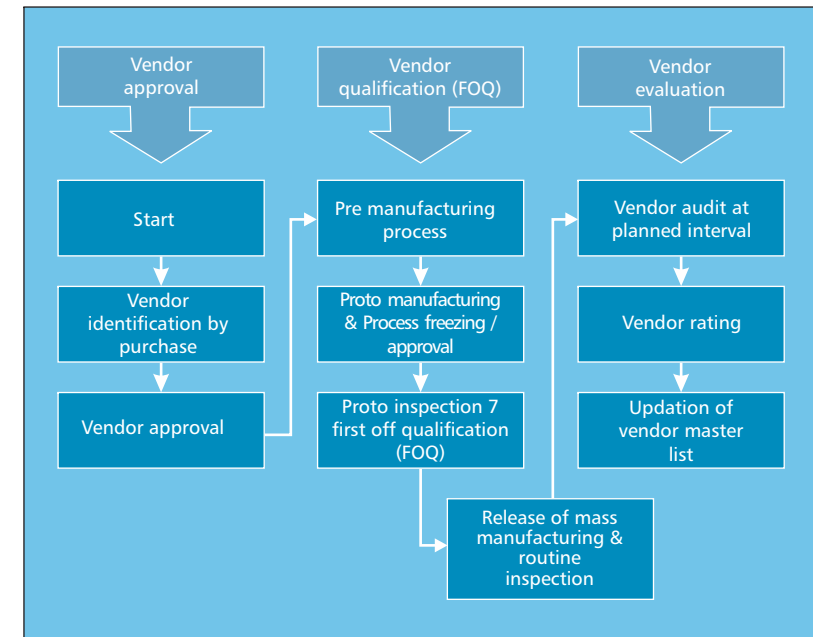 Vendor
approval
Vendor
qualification (FOQ)
Vendor
evaluation
Start
Vendor
identification by
purchase
Vendor approval
Pre manufacturing
process
Proto manufacturing
& Process freezing /
approval
Proto inspection 7
first off qualification
(FOQ)
Release of mass
manufacturing &
routine
inspection
Vendor audit at
planned interval
Vendor rating
Updation of
vendor master
list